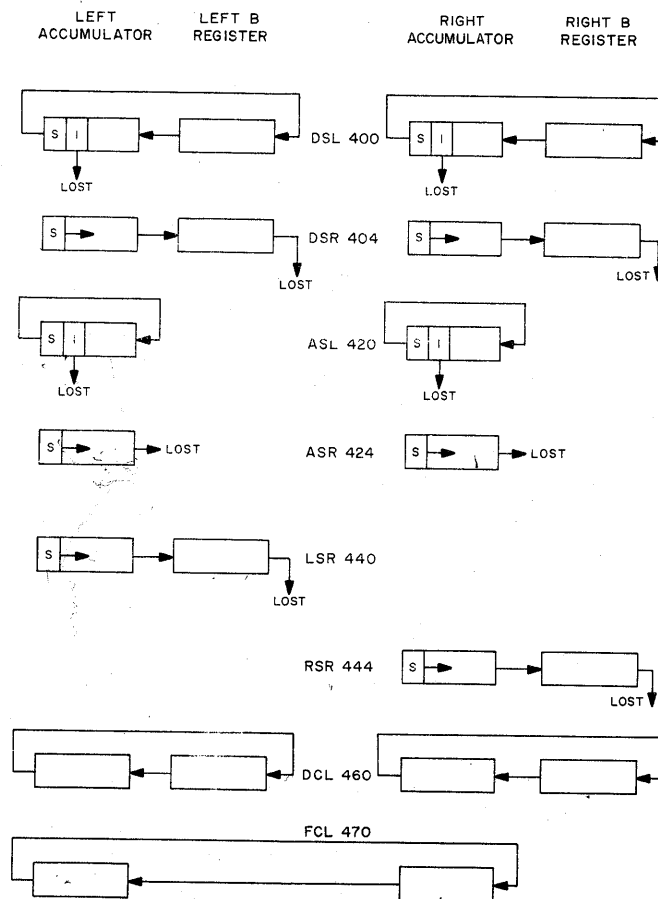 LEFT ACCUMULATOR
LEFT B REGISTER
RIGHT ACCUMULATOR
RIGHT B REGISTER
S I
LOST
DSL 400
S I
LOST
S
LOST
DSR 404
S
LOST
S I
LOST
ASL 420
S I
LOST
S
LOST
ASR 424
S
LOST
S
LOST
LSR 440
RSR 444
S
LOST
DCL 460
FCL 470